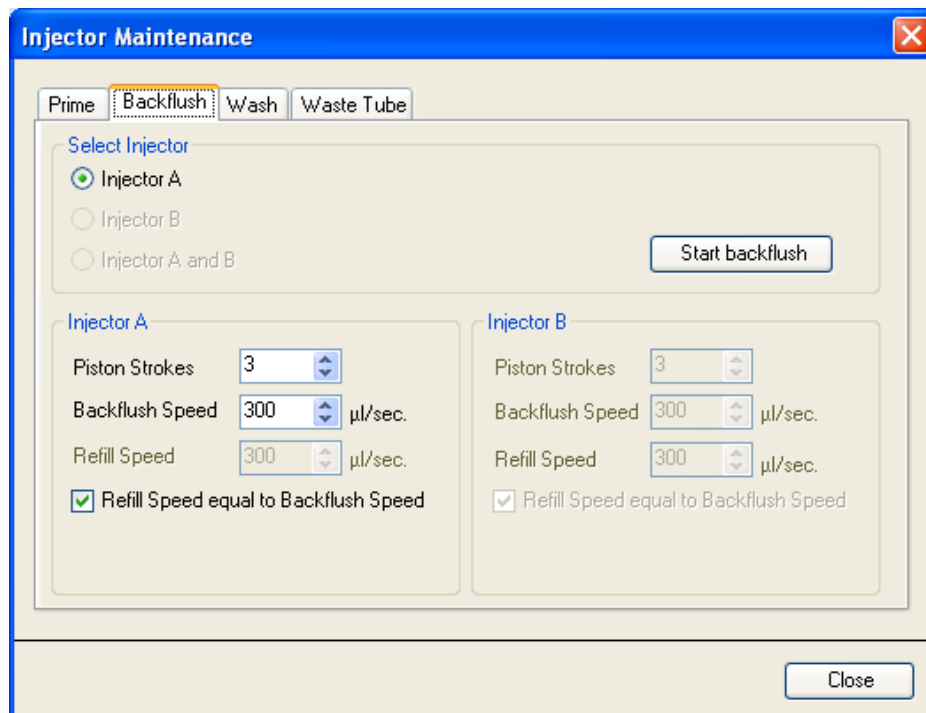 Injector Maintenance
Prime Backflush Wash Waste Tube
Select Injector
Injector A
Injector B
Injector A and B
Start backflush
Injector A
Piston Strokes 3
Backflush Speed 300 µl/sec.
Refill Speed 300 µl/sec.
Refill Speed equal to Backflush Speed
Injector B
Piston Strokes 3
Backflush Speed 300 µl/sec.
Refill Speed 300 µl/sec.
Refill Speed equal to Backflush Speed
Close